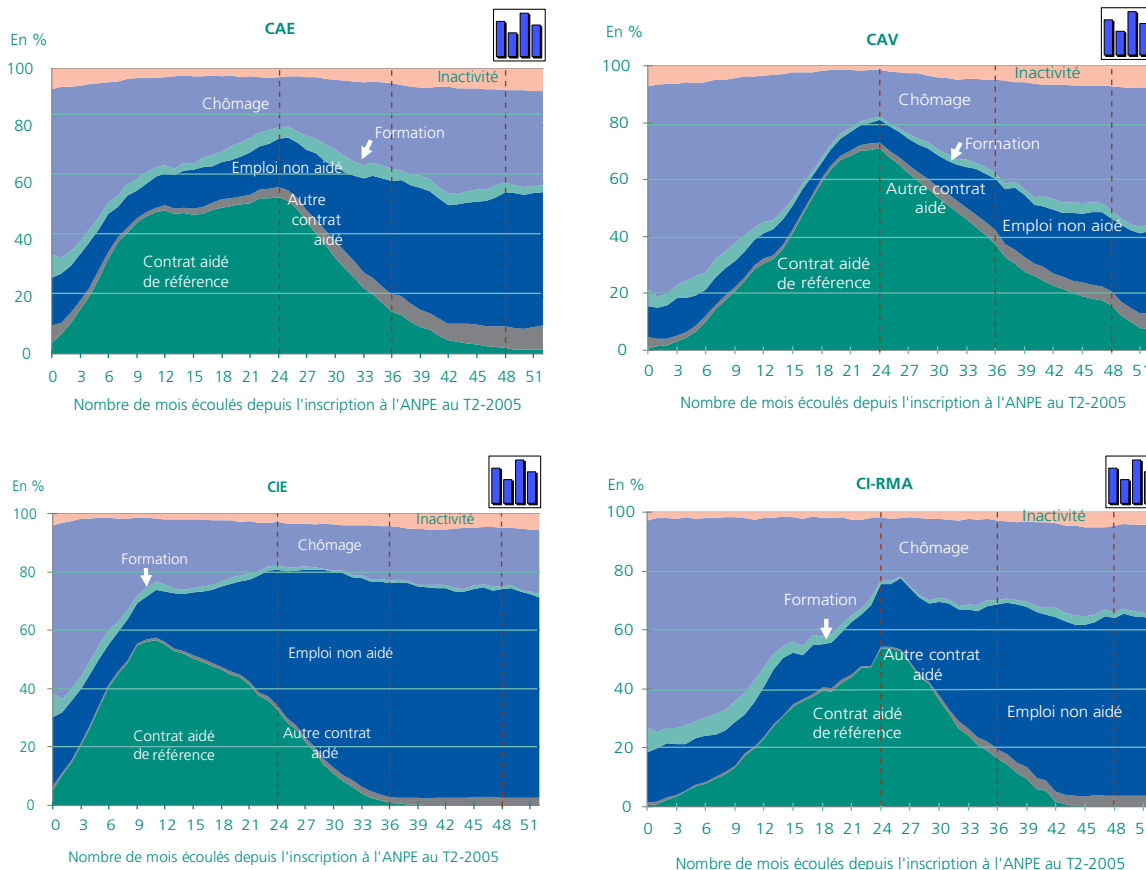 En %
CAE
100
80
60
40
20
0
Inactivité
Chômage
Formation
Emploi non aidé
Autre
contrat
aidé
Contrat aidé
de référence
0 3 6 9 12 15 18 21 24 27 30 33 36 39 42 45 48 51
Nombre de mois écoulés depuis l'inscription à l'ANPE au T2-2005
En %
CAV
100
80
60
40
20
0
Inactivité
Chômage
Formation
Autre contrat
aidé
Emploi non aidé
Contrat aidé
de référence
0 3 6 9 12 15 18 21 24 27 30 33 36 39 42 45 48 51
Nombre de mois écoulés depuis l'inscription à l'ANPE au T2-2005
En %
CIE
100
80
60
40
20
0
Inactivité
Chômage
Formation
Emploi non aidé
Contrat aidé
de référence
Autre contrat
aidé
0 3 6 9 12 15 18 21 24 27 30 33 36 39 42 45 48 51
Nombre de mois écoulés depuis l'inscription à l'ANPE au T2-2005
En %
CI-RMA
100
80
60
40
20
0
Inactivité
Chômage
Formation
Autre contrat
aidé
Contrat aidé
de référence
Emploi non aidé
0 3 6 9 12 15 18 21 24 27 30 33 36 39 42 45 48 5
Nombre de mois écoulés depuis l'inscription à l'ANPE au T2-2005